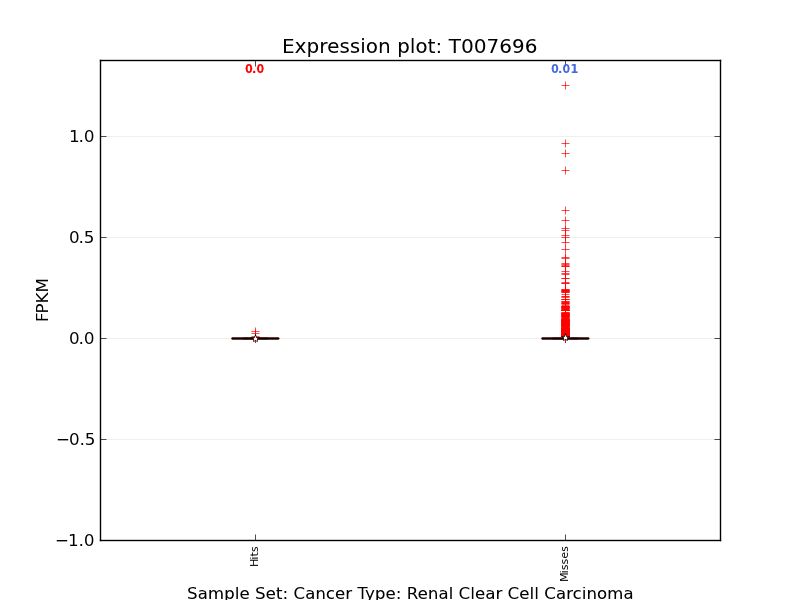 Expression plot: T007696
0.0
0.01
1.0
0.5
0.0
−0.5
−1.0
FPKM
Hits
Misses
Sample Set: Cancer Type: Renal Clear Cell Carcinoma